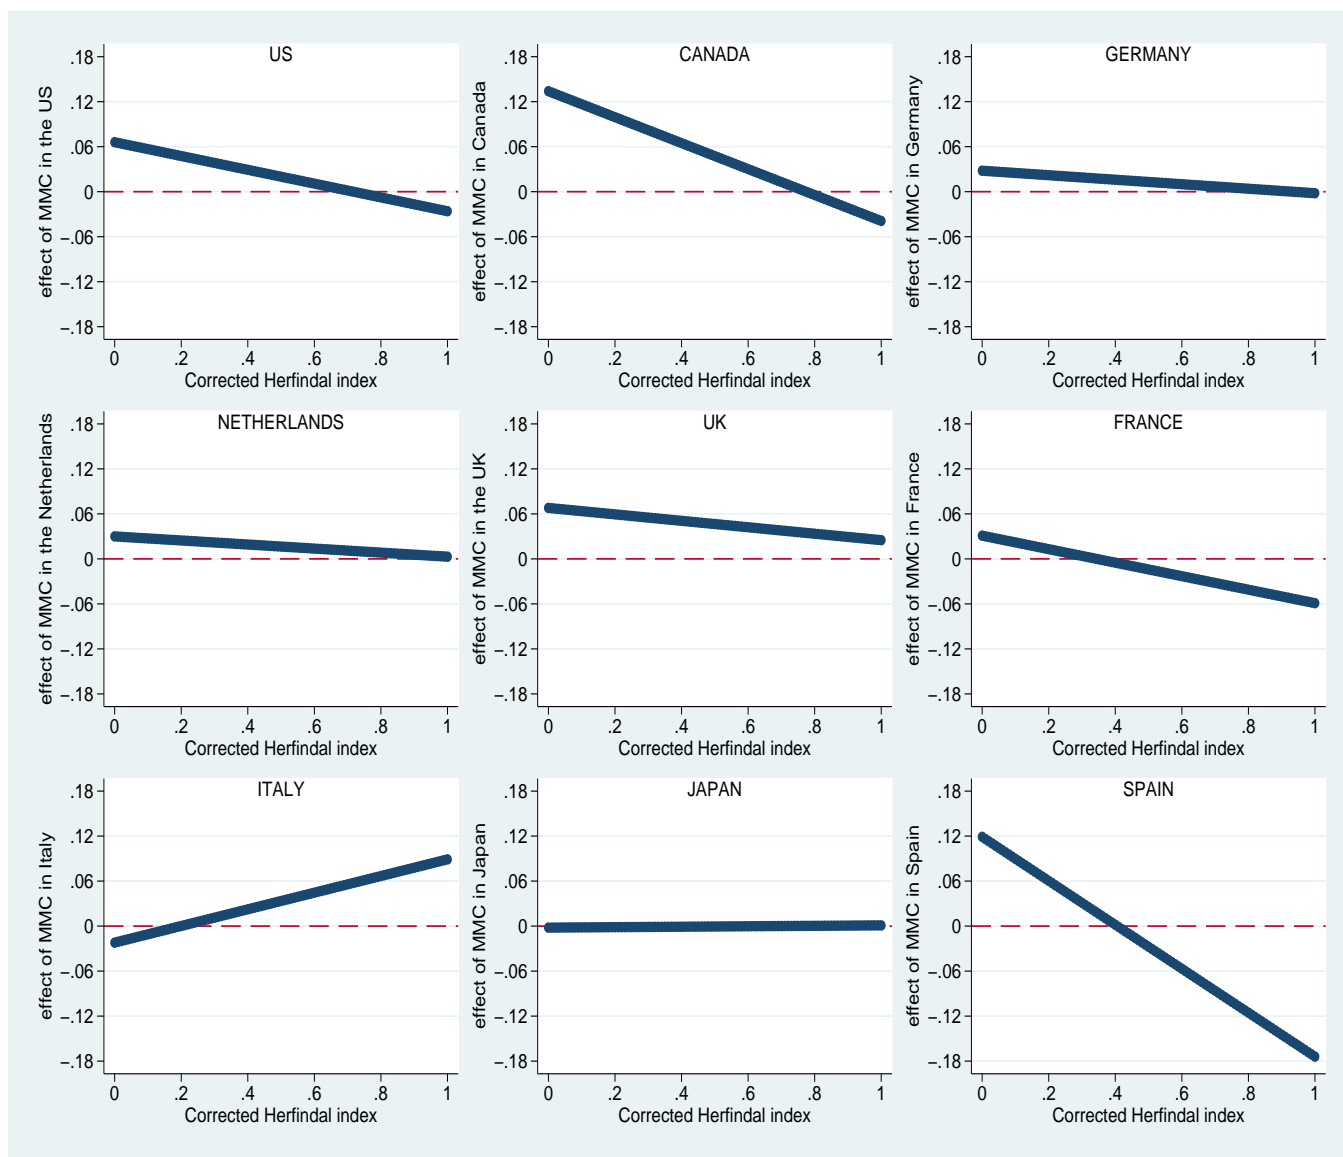 US
effect of MMC in the US
.18
.12
.06
0
−.06
−.12
−.18
0 .2 .4 .6 .8 1
Corrected Herfindal index
CANADA
effect of MMC in Canada
.18
.12
.06
0
−.06
−.12
−.18
0 .2 .4 .6 .8 1
Corrected Herfindal index
GERMANY
effect of MMC in Germany
.18
.12
.06
0
−.06
−.12
−.18
0 .2 .4 .6 .8 1
Corrected Herfindal index
NETHERLANDS
effect of MMC in the Netherlands
.18
.12
.06
0
−.06
−.12
−.18
0 .2 .4 .6 .8 1
Corrected Herfindal index
UK
effect of MMC in the UK
.18
.12
.06
0
−.06
−.12
−.18
0 .2 .4 .6 .8 1
Corrected Herfindal index
FRANCE
effect of MMC in France
.18
.12
.06
0
−.06
−.12
−.18
0 .2 .4 .6 .8 1
Corrected Herfindal index
ITALY
effect of MMC in Italy
.18
.12
.06
0
−.06
−.12
−.18
0 .2 .4 .6 .8 1
Corrected Herfindal index
JAPAN
effect of MMC in Japan
.18
.12
.06
0
−.06
−.12
−.18
0 .2 .4 .6 .8 1
Corrected Herfindal index
SPAIN
effect of MMC in Spain
.18
.12
.06
0
−.06
−.12
−.18
0 .2 .4 .6 .8 1
Corrected Herfindal index